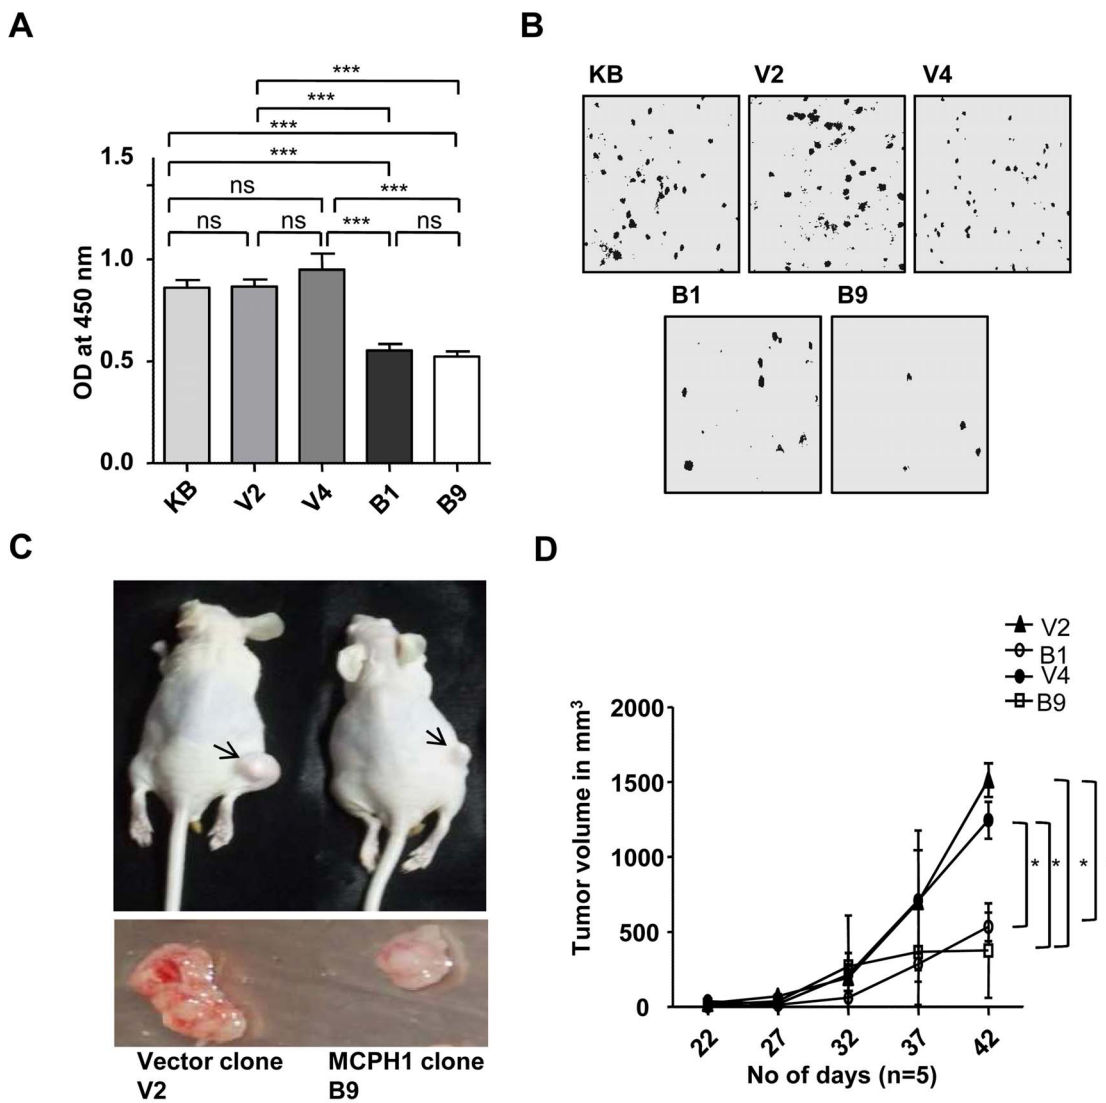 A
***
***
***
***
ns
***
ns
ns
***
ns
1.5
1.0
0.5
0.0
OD at 450 nm
KB
V2
V4
B1
B9
B
KB
V2
V4
B1
B9
C
Vector clone
V2
MCPH1 clone
B9
D
V2
B1
V4
B9
2000
1500
1000
500
0
Tumor volume in mm³
*
*
*
22
27
32
37
42
No of days (n=5)